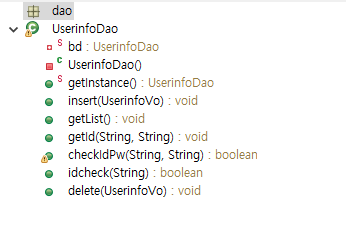 dao
UserinfoDao
bd : UserinfoDao
UserinfoDao()
getInstance() : UserinfoDao
insert(UserinfoVo) : void
getList() : void
getId(String, String) : void
checkIdPw(String, String) : boolean
idcheck(String) : boolean
delete(UserinfoVo) : void